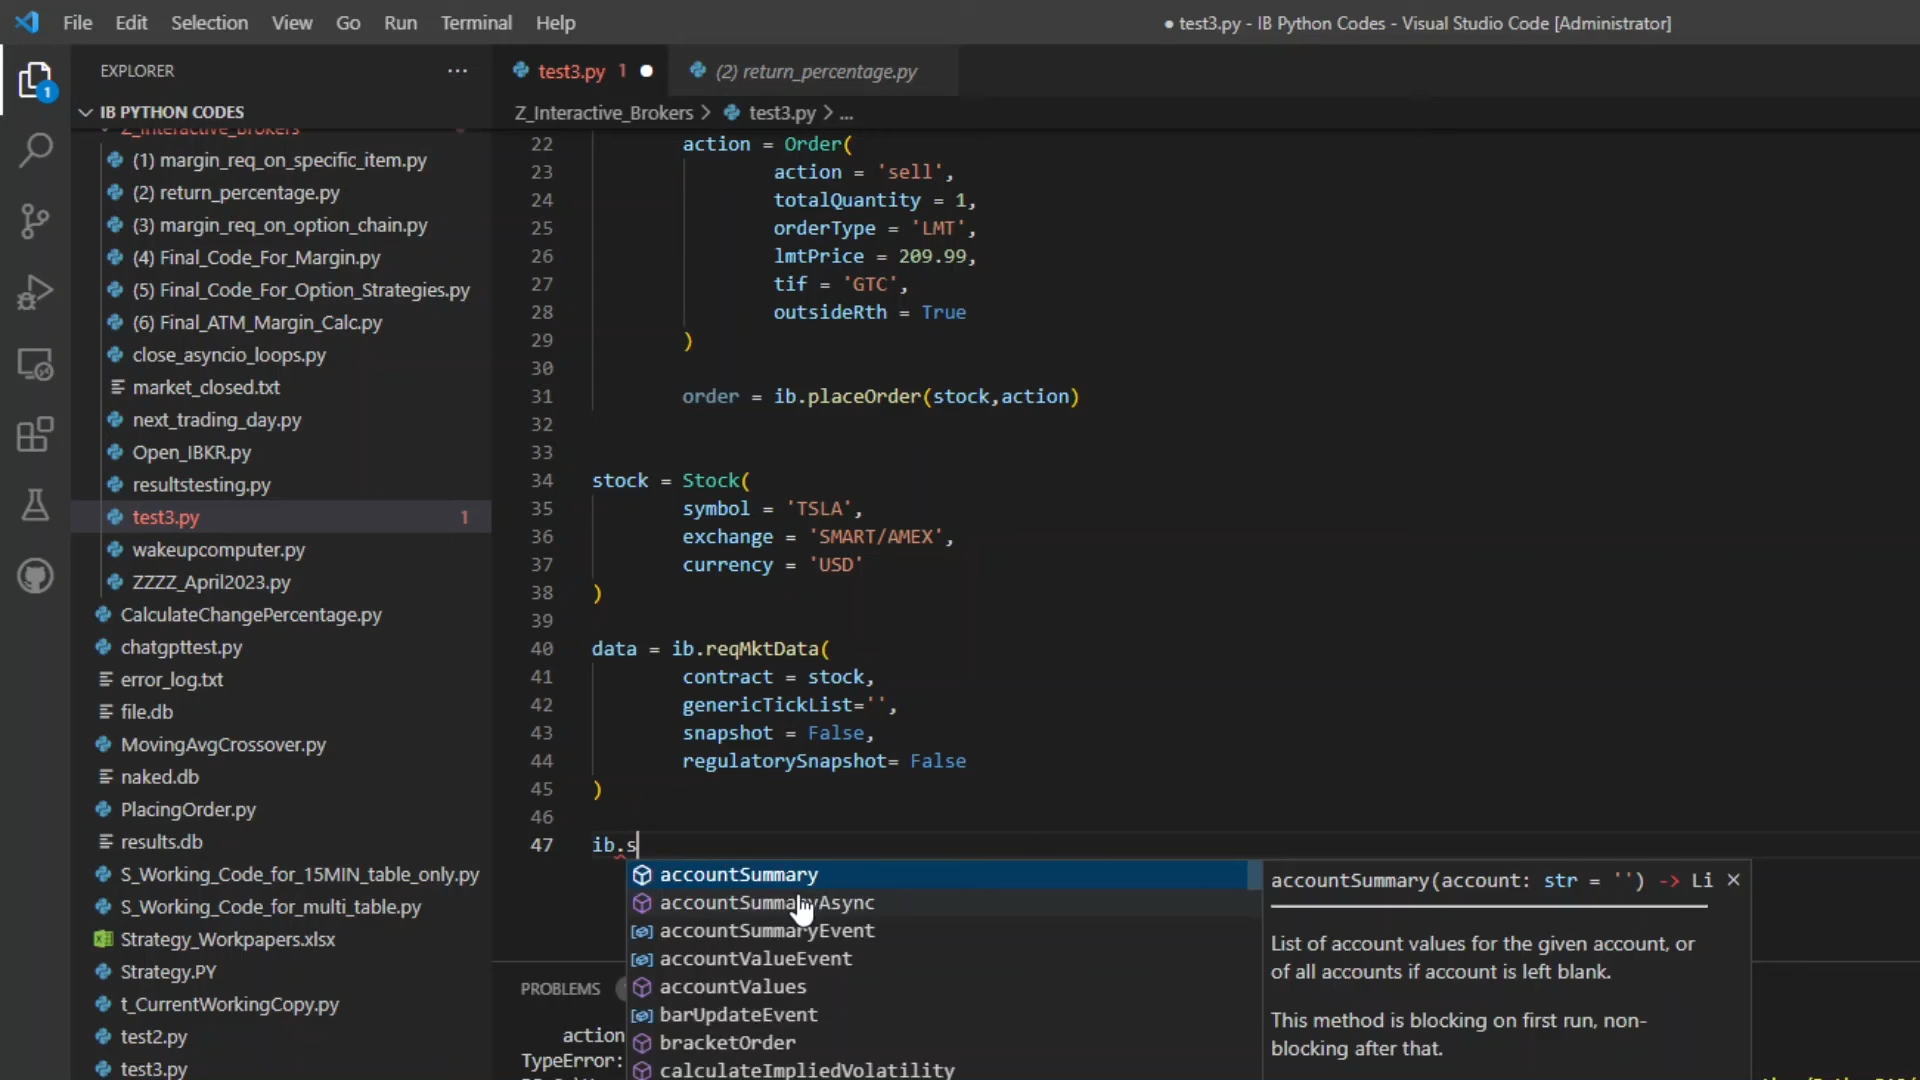 File Edit Selection View Go Run Terminal Help
● test3.py - IB Python Codes - Visual Studio Code [Administrator]
EXPLORER
1
IB PYTHON CODES
Z_Interactive_Brokers
(1) margin_req_on_specific_item.py
(2) return_percentage.py
(3) margin_req_on_option_chain.py
(4) Final_Code_For_Margin.py
(5) Final_Code_For_Option_Strategies.py
(6) Final_ATM_Margin_Calc.py
close_asyncio_loops.py
market_closed.txt
next_trading_day.py
Open_IBKR.py
resultstesting.py
test3.py 1
wakeupcomputer.py
ZZZZ_April2023.py
CalculateChangePercentage.py
chatgpttest.py
error_log.txt
file.db
MovingAvgCrossover.py
naked.db
PlacingOrder.py
results.db
S_Working_Code_for_15MIN_table_only.py
S_Working_Code_for_multi_table.py
Strategy_Workpapers.xlsx
Strategy.PY
t_CurrentWorkingCopy.py
test2.py
test3.py
test3.py 1 ● (2) return_percentage.py
Z_Interactive_Brokers > test3.py > ...
22 action = Order(
23 action = 'sell',
24 totalQuantity = 1,
25 orderType = 'LMT',
26 lmtPrice = 209.99,
27 tif = 'GTC',
28 outsideRth = True
29 )
30
31 order = ib.placeOrder(stock,action)
32
33
34 stock = Stock(
35 symbol = 'TSLA',
36 exchange = 'SMART/AMEX',
37 currency = 'USD'
38 )
39
40 data = ib.reqMktData(
41 contract = stock,
42 genericTickList='',
43 snapshot = False,
44 regulatorySnapshot= False
45 )
46
47 ib.s
accountSummary
accountSummaryAsync
accountSummaryEvent
accountValueEvent
accountValues
barUpdateEvent
bracketOrder
calculateImpliedVolatility
accountSummary(account: str = '') -> Li ×
List of account values for the given account, or
of all accounts if account is left blank.
This method is blocking on first run, non-
blocking after that.
PROBLEMS
action
TypeError: